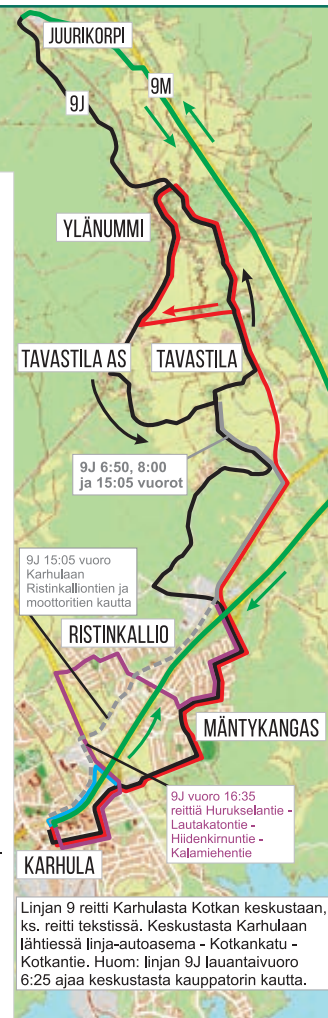 JUURIKORPI
9J
9M
YLÄNUMMI
TAVASTILA AS
TAVASTILA
9J 6:50, 8:00
ja 15:05 vuorot
9J 15:05 vuoro
Karhulaan
Ristinkalliontien ja
moottoritien kautta
RISTINKALLIO
MÄNTYKANGAS
9J vuoro 16:35
reittiä Hurukselantie -
Lautakatontie -
Hiidenkirnuntie -
Kalamiehentie
KARHULA
Linjan 9 reitti Karhulasta Kotkan keskustaan,
ks. reitti tekstissä. Keskustasta Karhulaan
lähtiessä linja-autoasema - Kotkankatu -
Kotkantie. Huom: linjan 9J lauantaivuoro
6:25 ajaa keskustasta kauppatorin kautta.